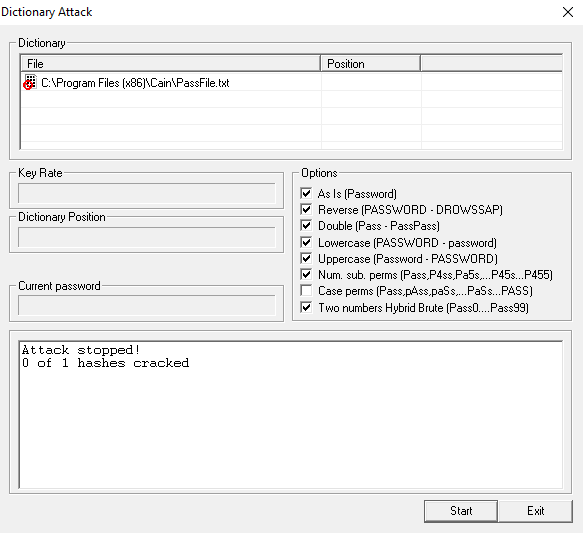 Dictionary Attack
Dictionary
File Position
C:\Program Files (x86)\Cain\PassFile.txt
Key Rate
Dictionary Position
Current password
Options
As Is (Password)
Reverse (PASSWORD - DROWSSAP)
Double (Pass - PassPass)
Lowercase (PASSWORD - password)
Uppercase (Password - PASSWORD)
Num. sub. perms (Pass,P4ss,Pa5s,...P45s...P455)
Case perms (Pass,pAss,paSs,...PaSs...PASS)
Two numbers Hybrid Brute (Pass0....Pass99)
Attack stopped!
0 of 1 hashes cracked
Start Exit